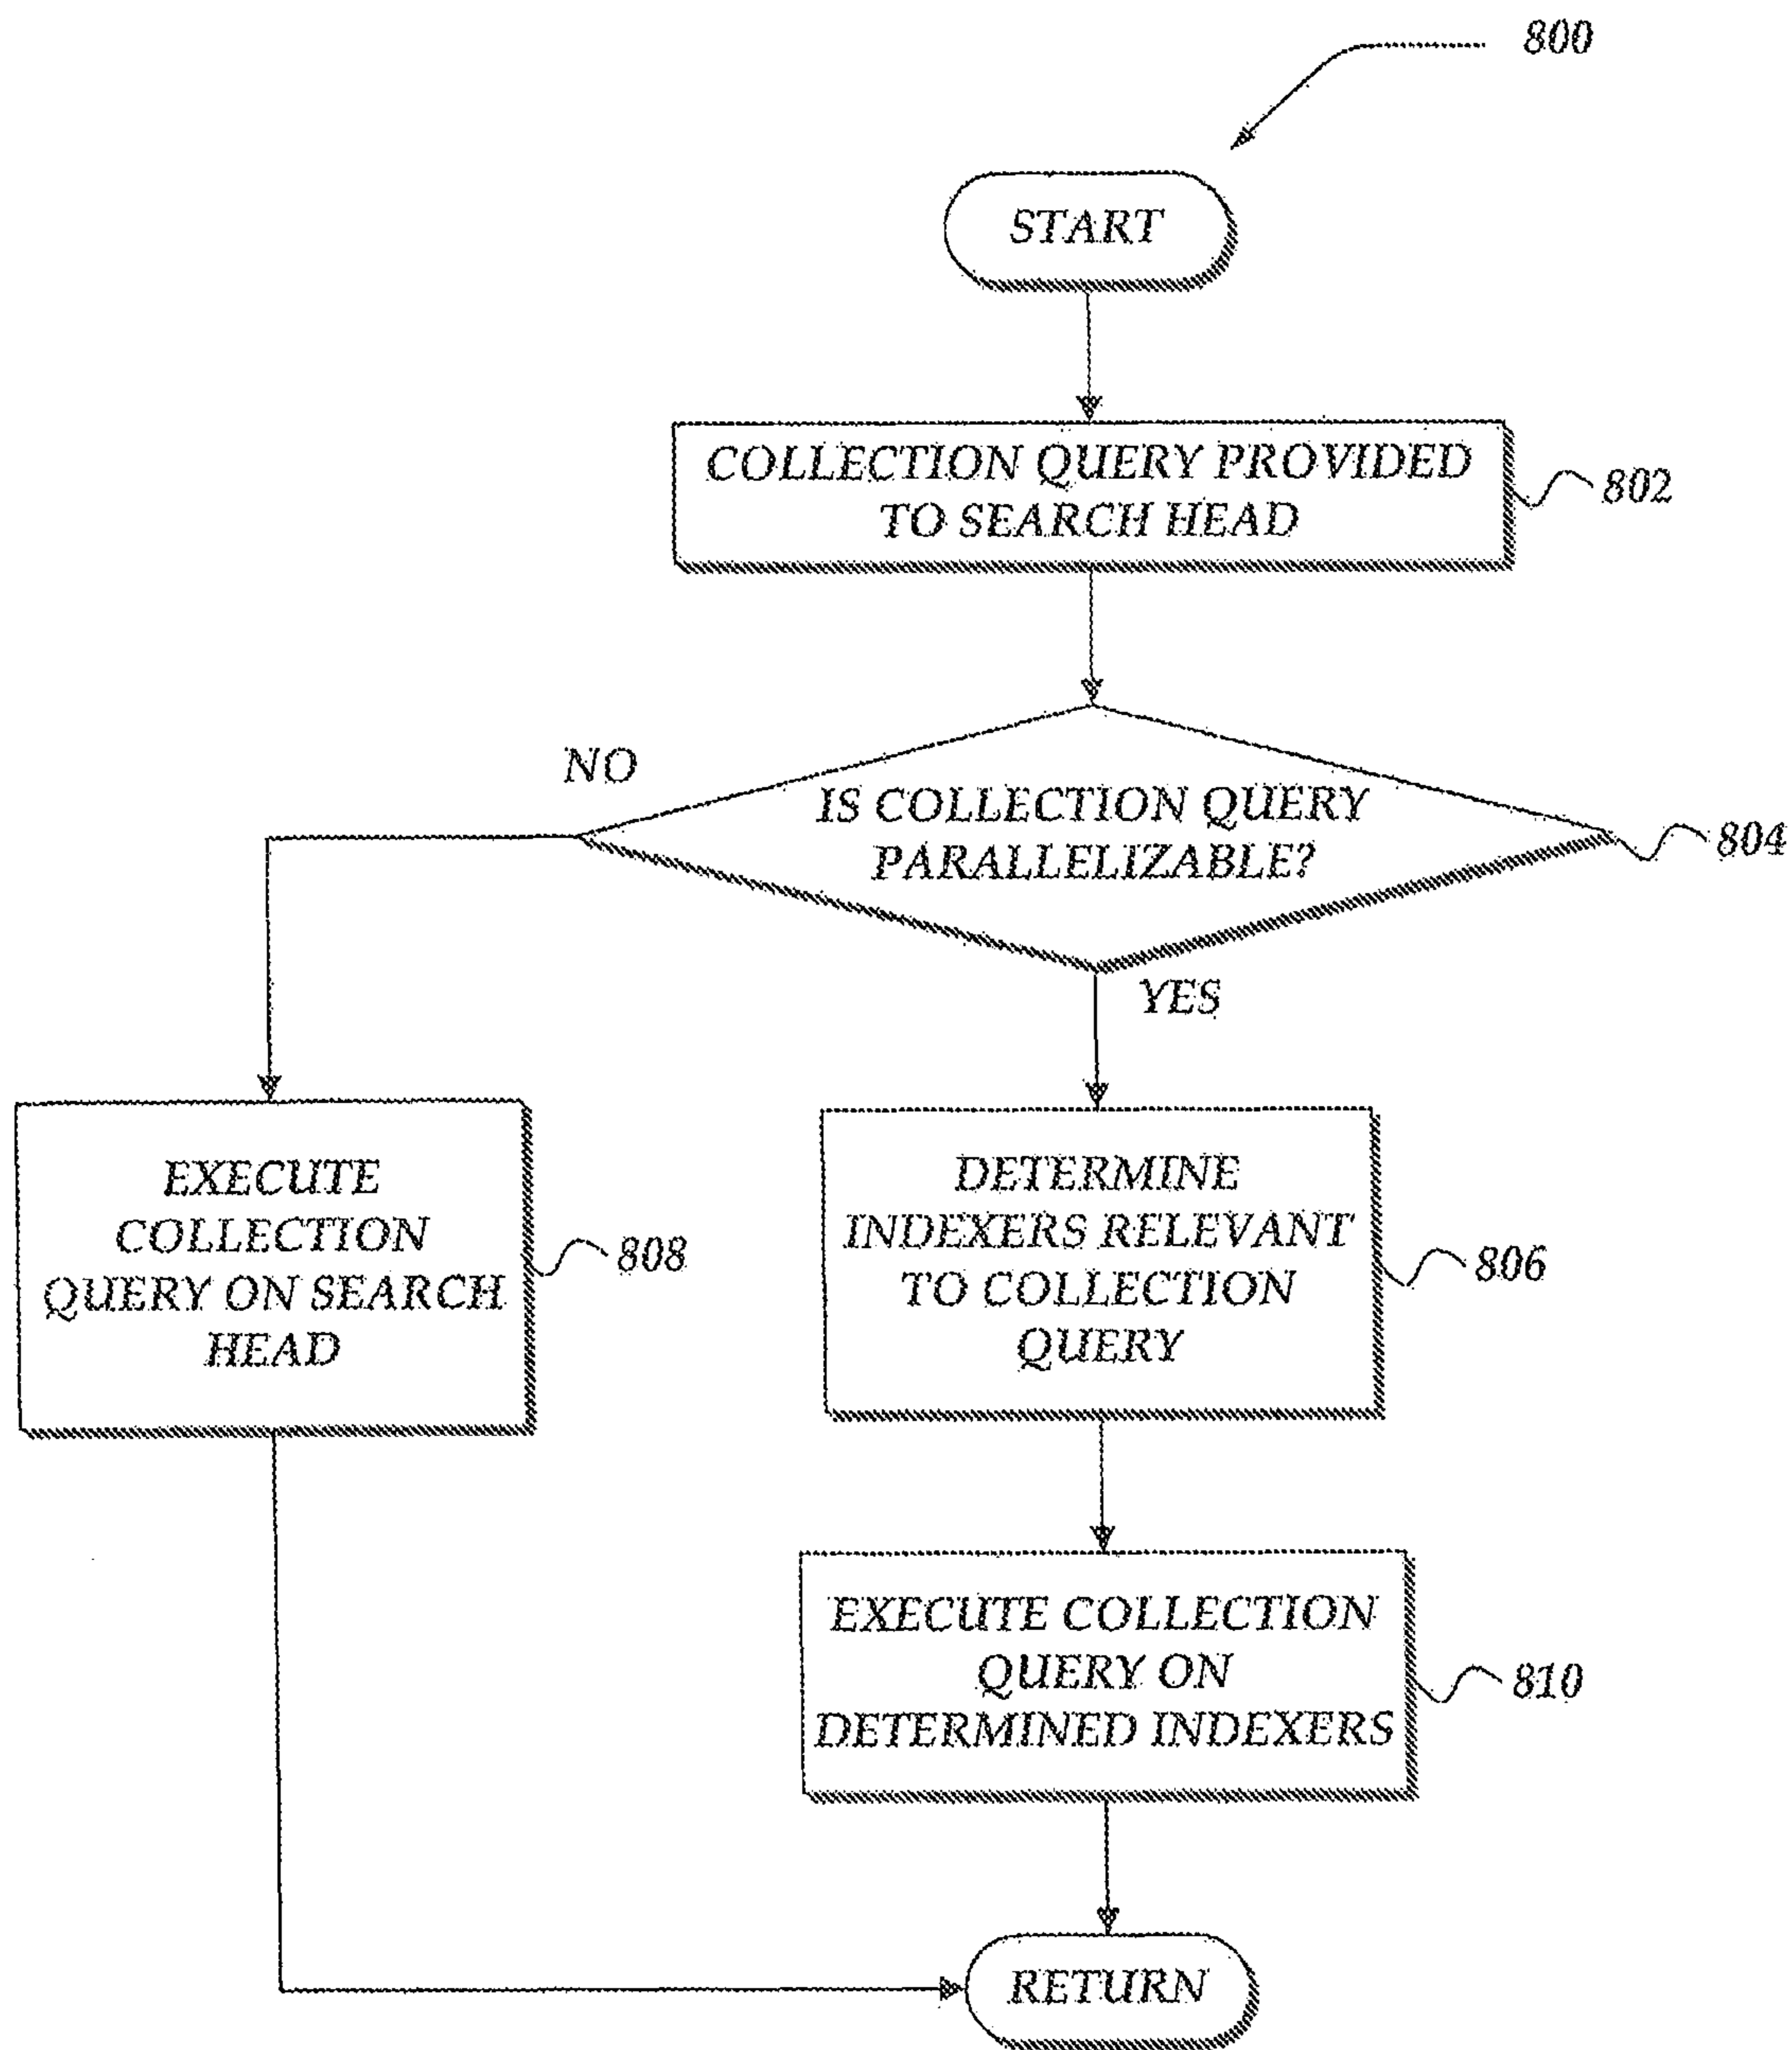 800
START
COLLECTION QUERY PROVIDED
TO SEARCH HEAD
802
NO
IS COLLECTION QUERY
PARALLELIZABLE?
804
YES
EXECUTE
COLLECTION
QUERY ON SEARCH
HEAD
808
DETERMINE
INDEXERS RELEVANT
TO COLLECTION
QUERY
806
EXECUTE COLLECTION
QUERY ON
DETERMINED INDEXERS
810
RETURN